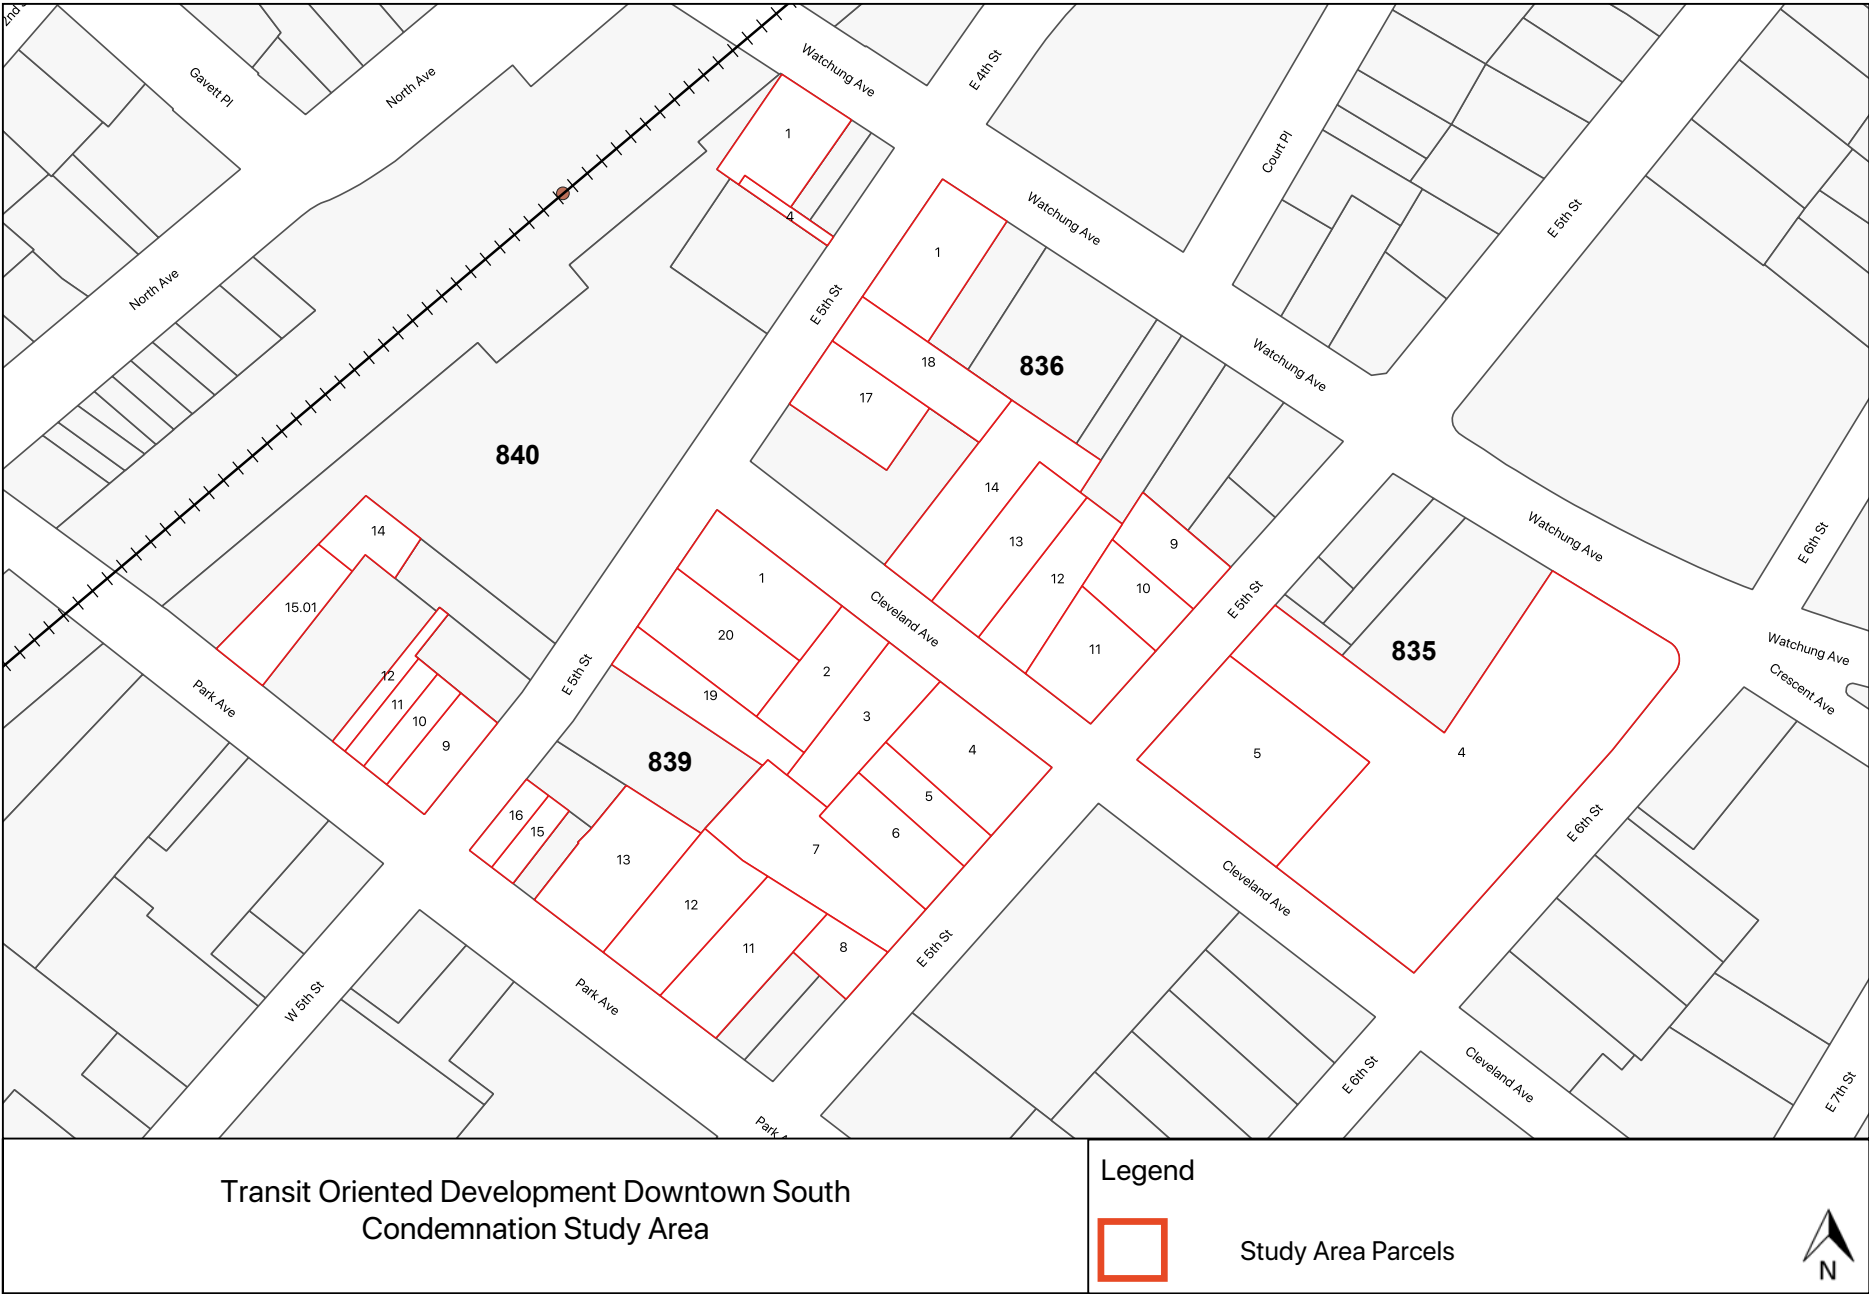 2nd
Gavett Pl
North Ave
Watchung Ave
E 4th St
Court Pl
1
4
E 5th St
Watchung Ave
North Ave
1
E 5th St
18
836
17
Watchung Ave
840
14
14
13
9
Watchung Ave
E 6th St
1
12
10
E 5th St
15.01
Cleveland Ave
20
11
835
Watchung Ave
Crescent Ave
12
E 5th St
2
Park Ave
19
11
10
3
9
4
5
4
839
5
16
15
6
E 6th St
13
7
Cleveland Ave
12
11
8
E 5th St
W 5th St
Park Ave
E 6th St
Cleveland Ave
E 7th St
Park
Transit Oriented Development Downtown South
Condemnation Study Area
Legend
Study Area Parcels
N